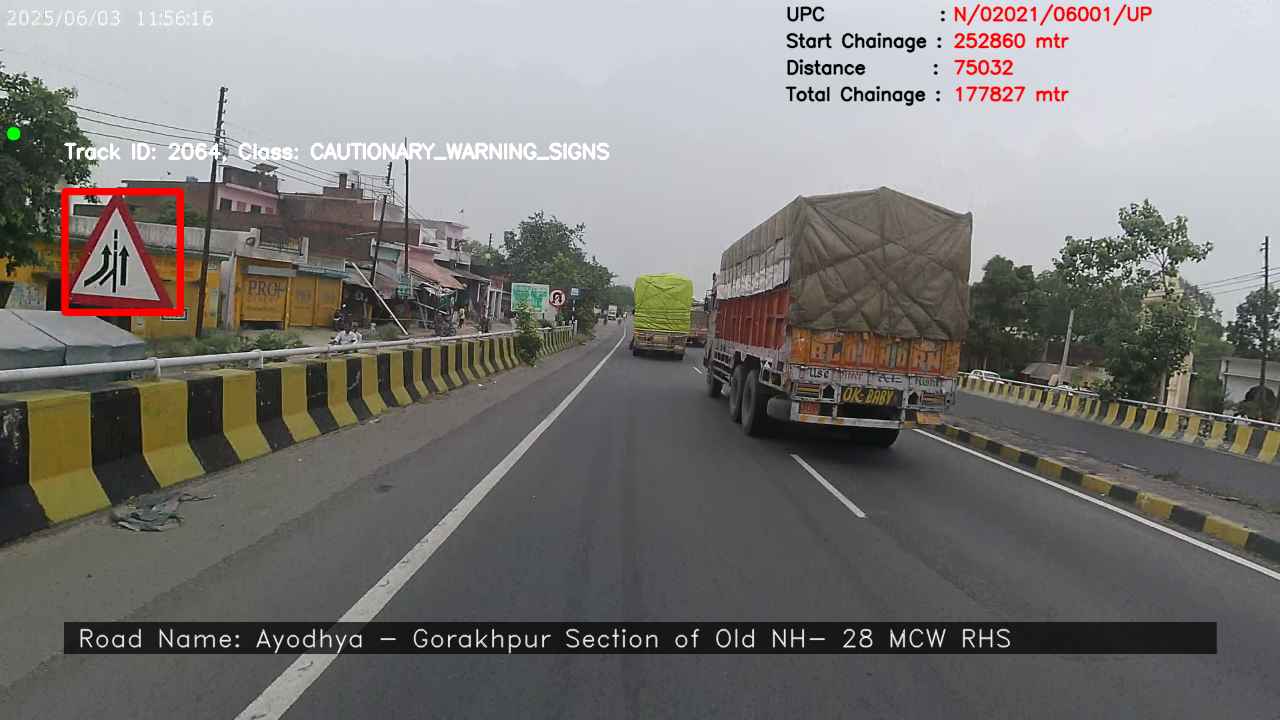 2025/06/03 11:56:16
UPC : N/02021/06001/UP
Start Chainage : 252860 mtr
Distance : 75032
Total Chainage : 177827 mtr
Track ID: 2064, Class: CAUTIONARY_WARNING_SIGNS
PRO
OK-BABY
Road Name: Ayodhya - Gorakhpur Section of Old NH- 28 MCW RHS